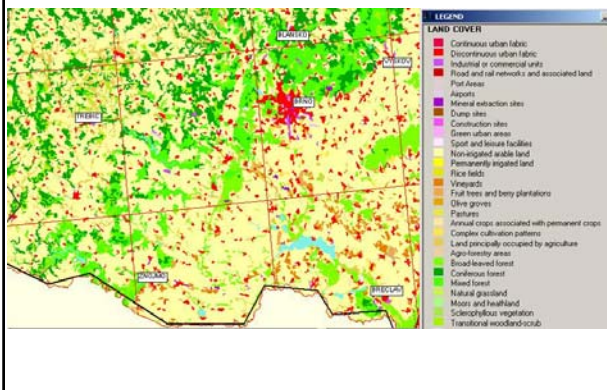 BLANSKO
VYSKOV
BRNO
TREBIC
ZNOJMO
BRECLAV
LEGEND
LAND COVER
Continuous urban fabric
Discontinuous urban fabric
Industrial or commercial units
Road and rail networks and associated land
Port Areas
Airports
Mineral extraction sites
Dump sites
Construction sites
Green urban areas
Sport and leisure facilities
Non-irrigated arable land
Permanently irrigated land
Rice fields
Vineyards
Fruit trees and berry plantations
Olive groves
Pastures
Annual crops associated with permanent crops
Complex cultivation patterns
Land principally occupied by agriculture
Agro-forestry areas
Broad-leaved forest
Coniferous forest
Mixed forest
Natural grassland
Moors and heathland
Sclerophyllous vegetation
Transitional woodland-scrub